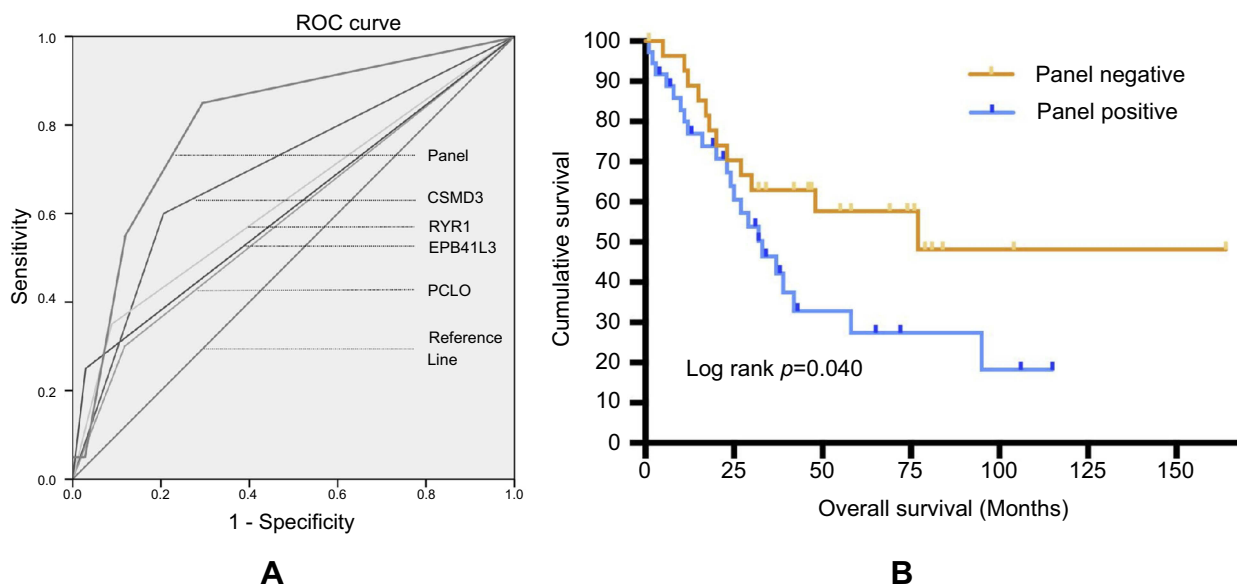 ROC curve
1.0
0.8
0.6
0.4
0.2
0.0
Sensitivity
Panel
CSMD3
RYR1
EPB41L3
PCLO
Reference
Line
0.0 0.2 0.4 0.6 0.8 1.0
1 - Specificity
A
100
90
80
70
60
50
40
30
20
10
0
Cumulative survival
Panel negative
Panel positive
Log rank p=0.040
0 25 50 75 100 125 150
Overall survival (Months)
B